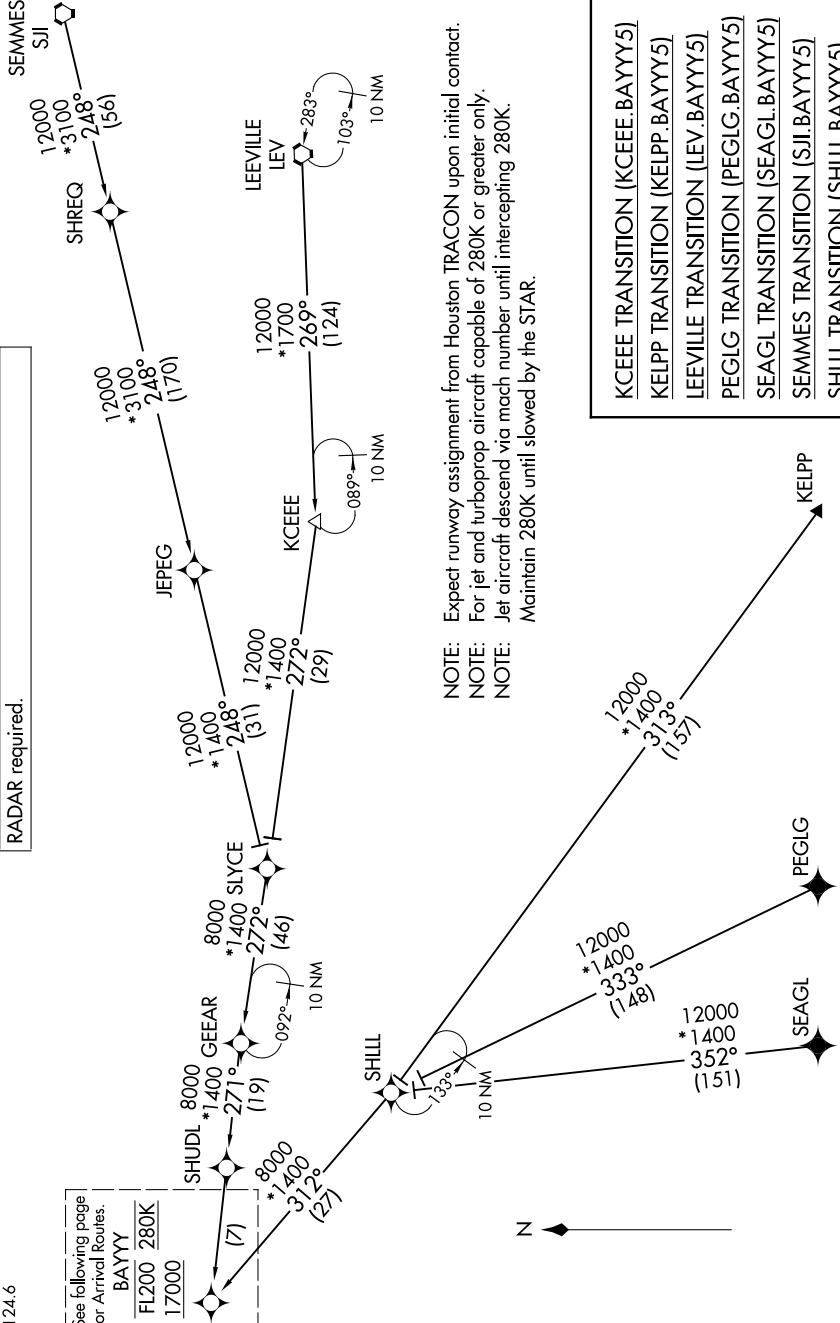 124.6
RADAR required.
See following page
for Arrival Routes.
BAYYY
FL200 280K
17000
(7)
SHUDL
8000
*1400
271°
(19)
GEEAR
092°
10 NM
8000
*1400
272°
(46)
SLYCE
12000
*1400
248°
(31)
JEPEG
12000
*3100
248°
(170)
SHREQ
12000
*3100
248°
(56)
SEMMES
SJI
12000
*1400
272°
(29)
KCEEE
089°
10 NM
12000
*1700
269°
(124)
LEEVILLE
LEV
283°
103°
10 NM
8000
*1400
312°
(27)
SHLLL
133°
10 NM
12000
*1400
352°
(151)
SEAGL
12000
*1400
333°
(148)
PEGLG
12000
*1400
313°
(157)
KELPP
N
NOTE: Expect runway assignment from Houston TRACON upon initial contact.
NOTE: For jet and turboprop aircraft capable of 280K or greater only.
NOTE: Jet aircraft descend via mach number until intercepting 280K.
Maintain 280K until slowed by the STAR.
KCEEE TRANSITION (KCEEE.BAYYY5)
KELPP TRANSITION (KELPP.BAYYY5)
LEEVILLE TRANSITION (LEV.BAYYY5)
PEGLG TRANSITION (PEGLG.BAYYY5)
SEAGL TRANSITION (SEAGL.BAYYY5)
SEMMES TRANSITION (SJI.BAYYY5)
SHLLL TRANSITION (SHLLL.BAYYY5)